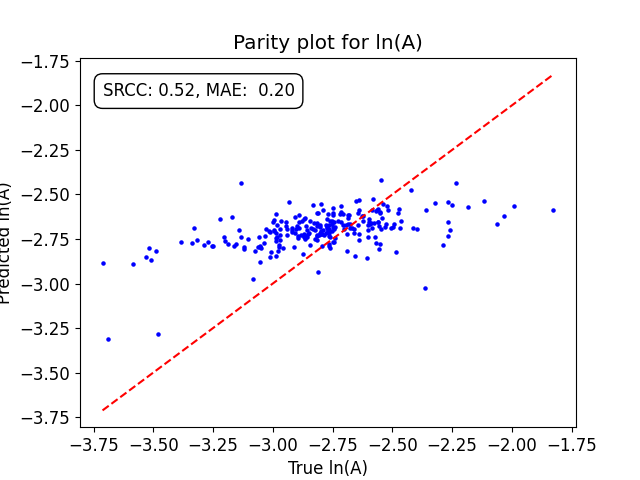 Parity plot for ln(A)
SRCC: 0.52, MAE:  0.20
Predicted ln(A)
−1.75
−2.00
−2.25
−2.50
−2.75
−3.00
−3.25
−3.50
−3.75
−3.75 −3.50 −3.25 −3.00 −2.75 −2.50 −2.25 −2.00 −1.75
True ln(A)